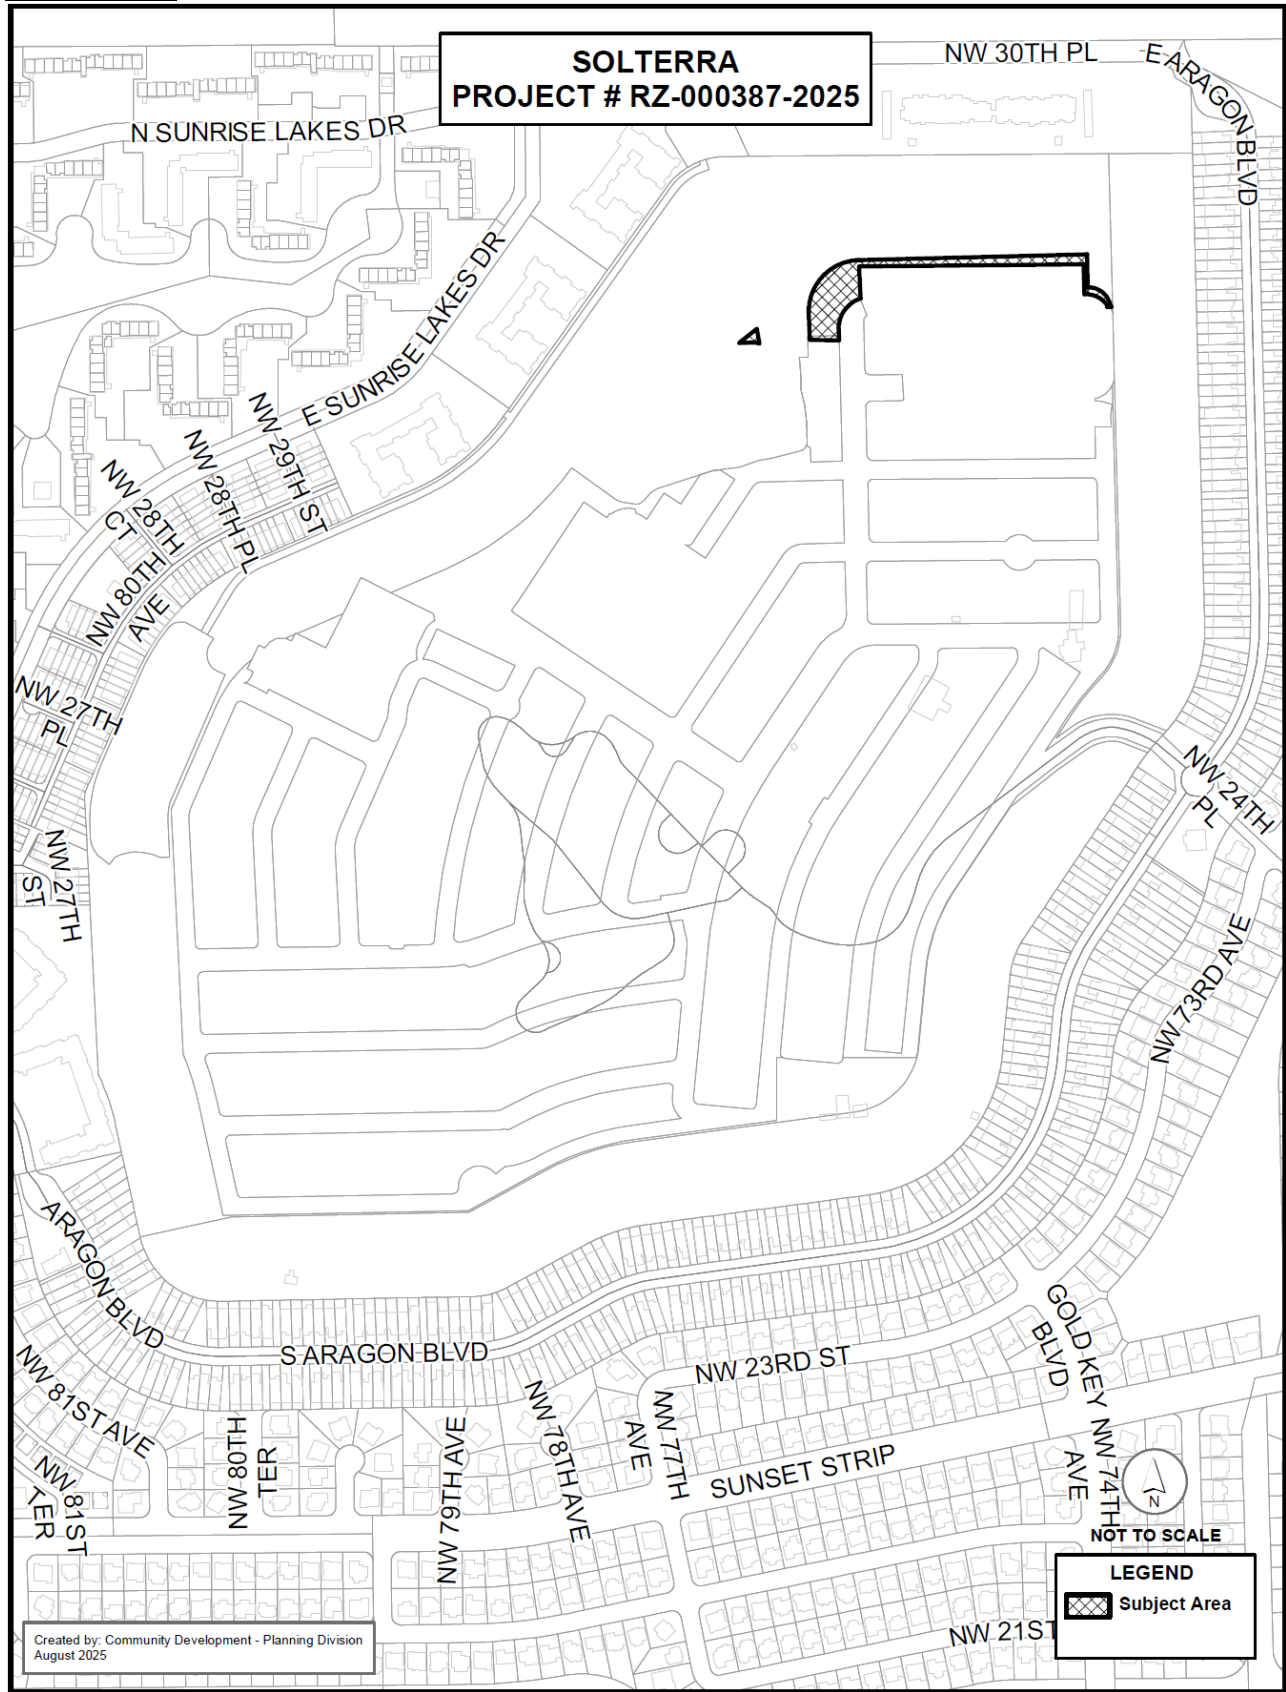 SOLTERRA
PROJECT # RZ-000387-2025
NW 30TH PL
E ARAGON BLVD
N SUNRISE LAKES DR
E SUNRISE LAKES DR
NW 29TH ST
NW 28TH PL
NW 28TH
CT
NW 80TH
AVE
NW 27TH
PL
NW 27TH
ST
NW 24TH
PL
NW 73RD AVE
ARAGON BLVD
S ARAGON BLVD
GOLD KEY
BLVD
NW 23RD ST
NW 81ST AVE
NW 81ST
TER
NW 80TH
TER
NW 79TH AVE
NW 78TH AVE
NW 77TH
AVE
SUNSET STRIP
NW 74TH
AVE
N
NOT TO SCALE
LEGEND
Subject Area
NW 21ST
Created by: Community Development - Planning Division
August 2025